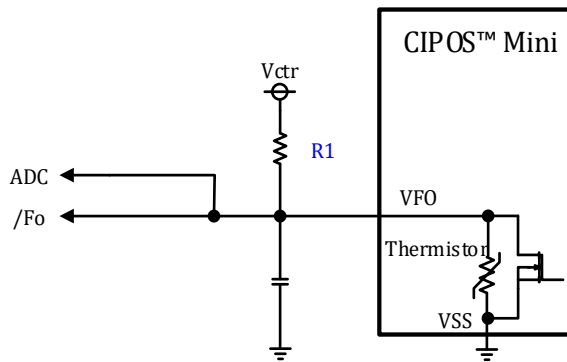 CIPOS™ Mini
Vctr
R1
ADC
VFO
/Fo
Thermistor
VSS